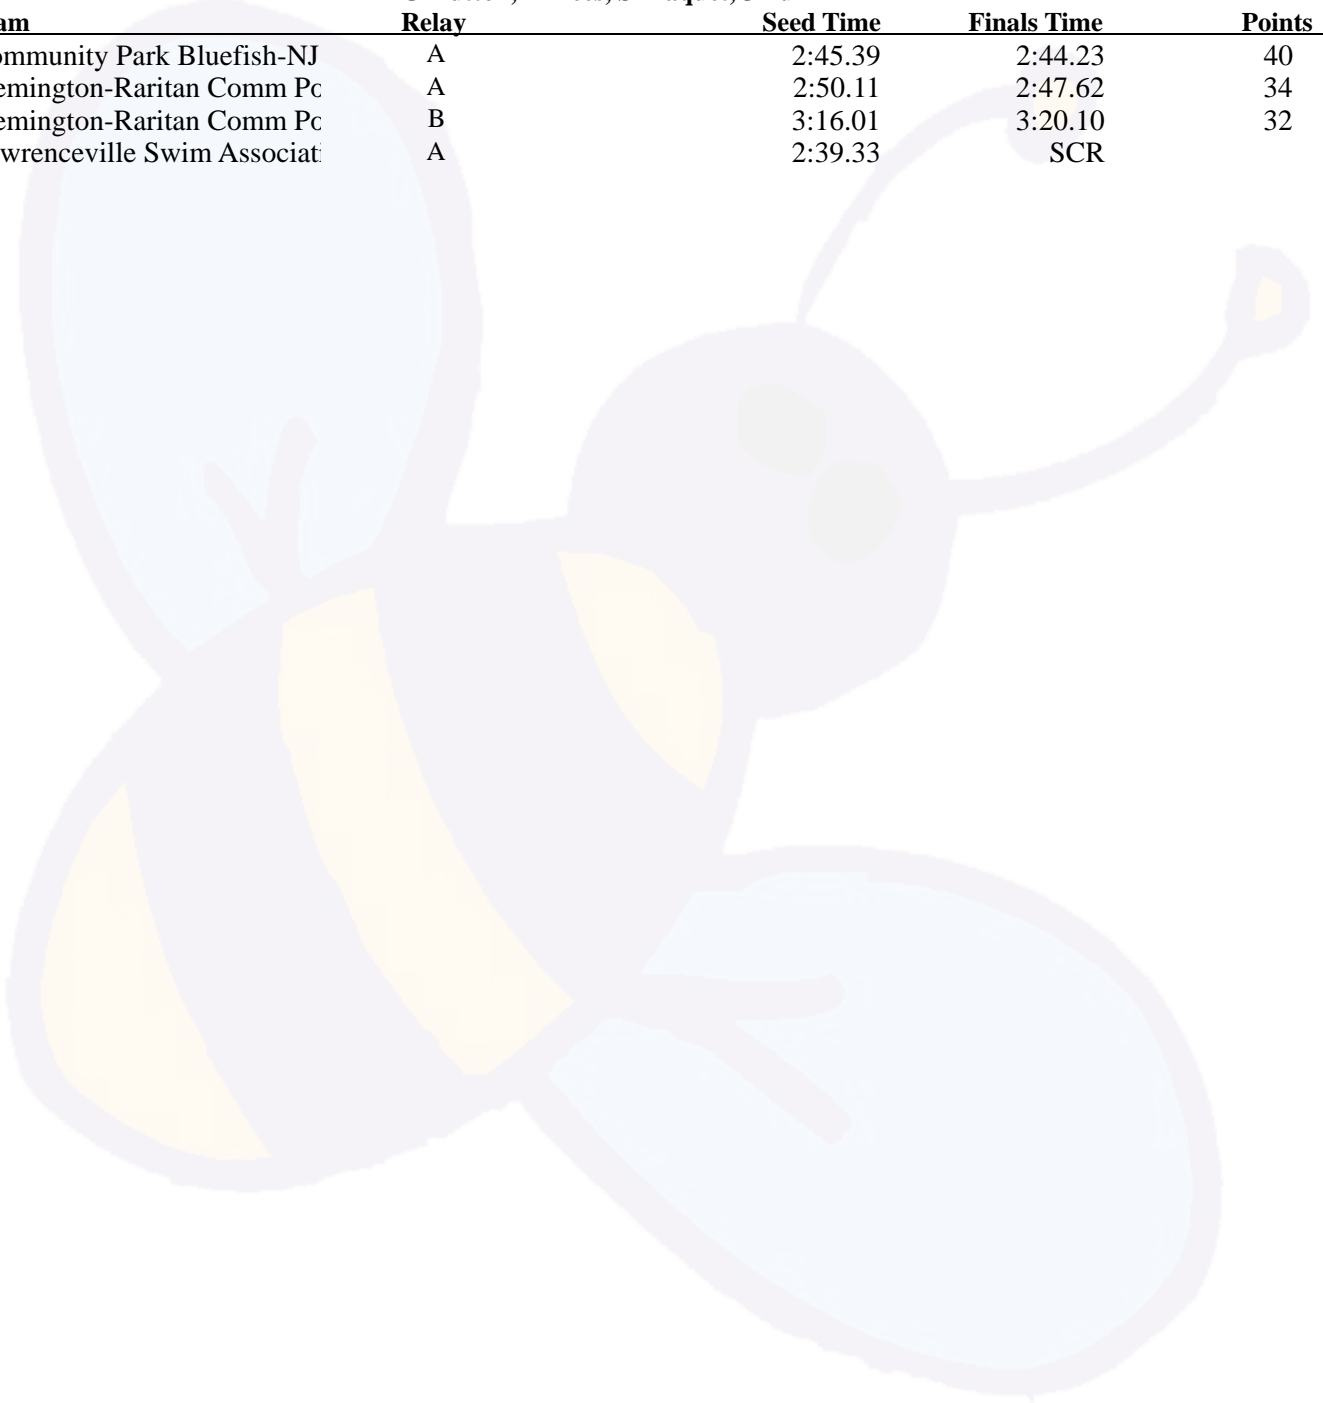 am Relay Seed Time Finals Time Points
ommunity Park Bluefish-NJ A 2:45.39 2:44.23 40
emington-Raritan Comm Po A 2:50.11 2:47.62 34
emington-Raritan Comm Po B 3:16.01 3:20.10 32
wrenceville Swim Associati A 2:39.33 SCR